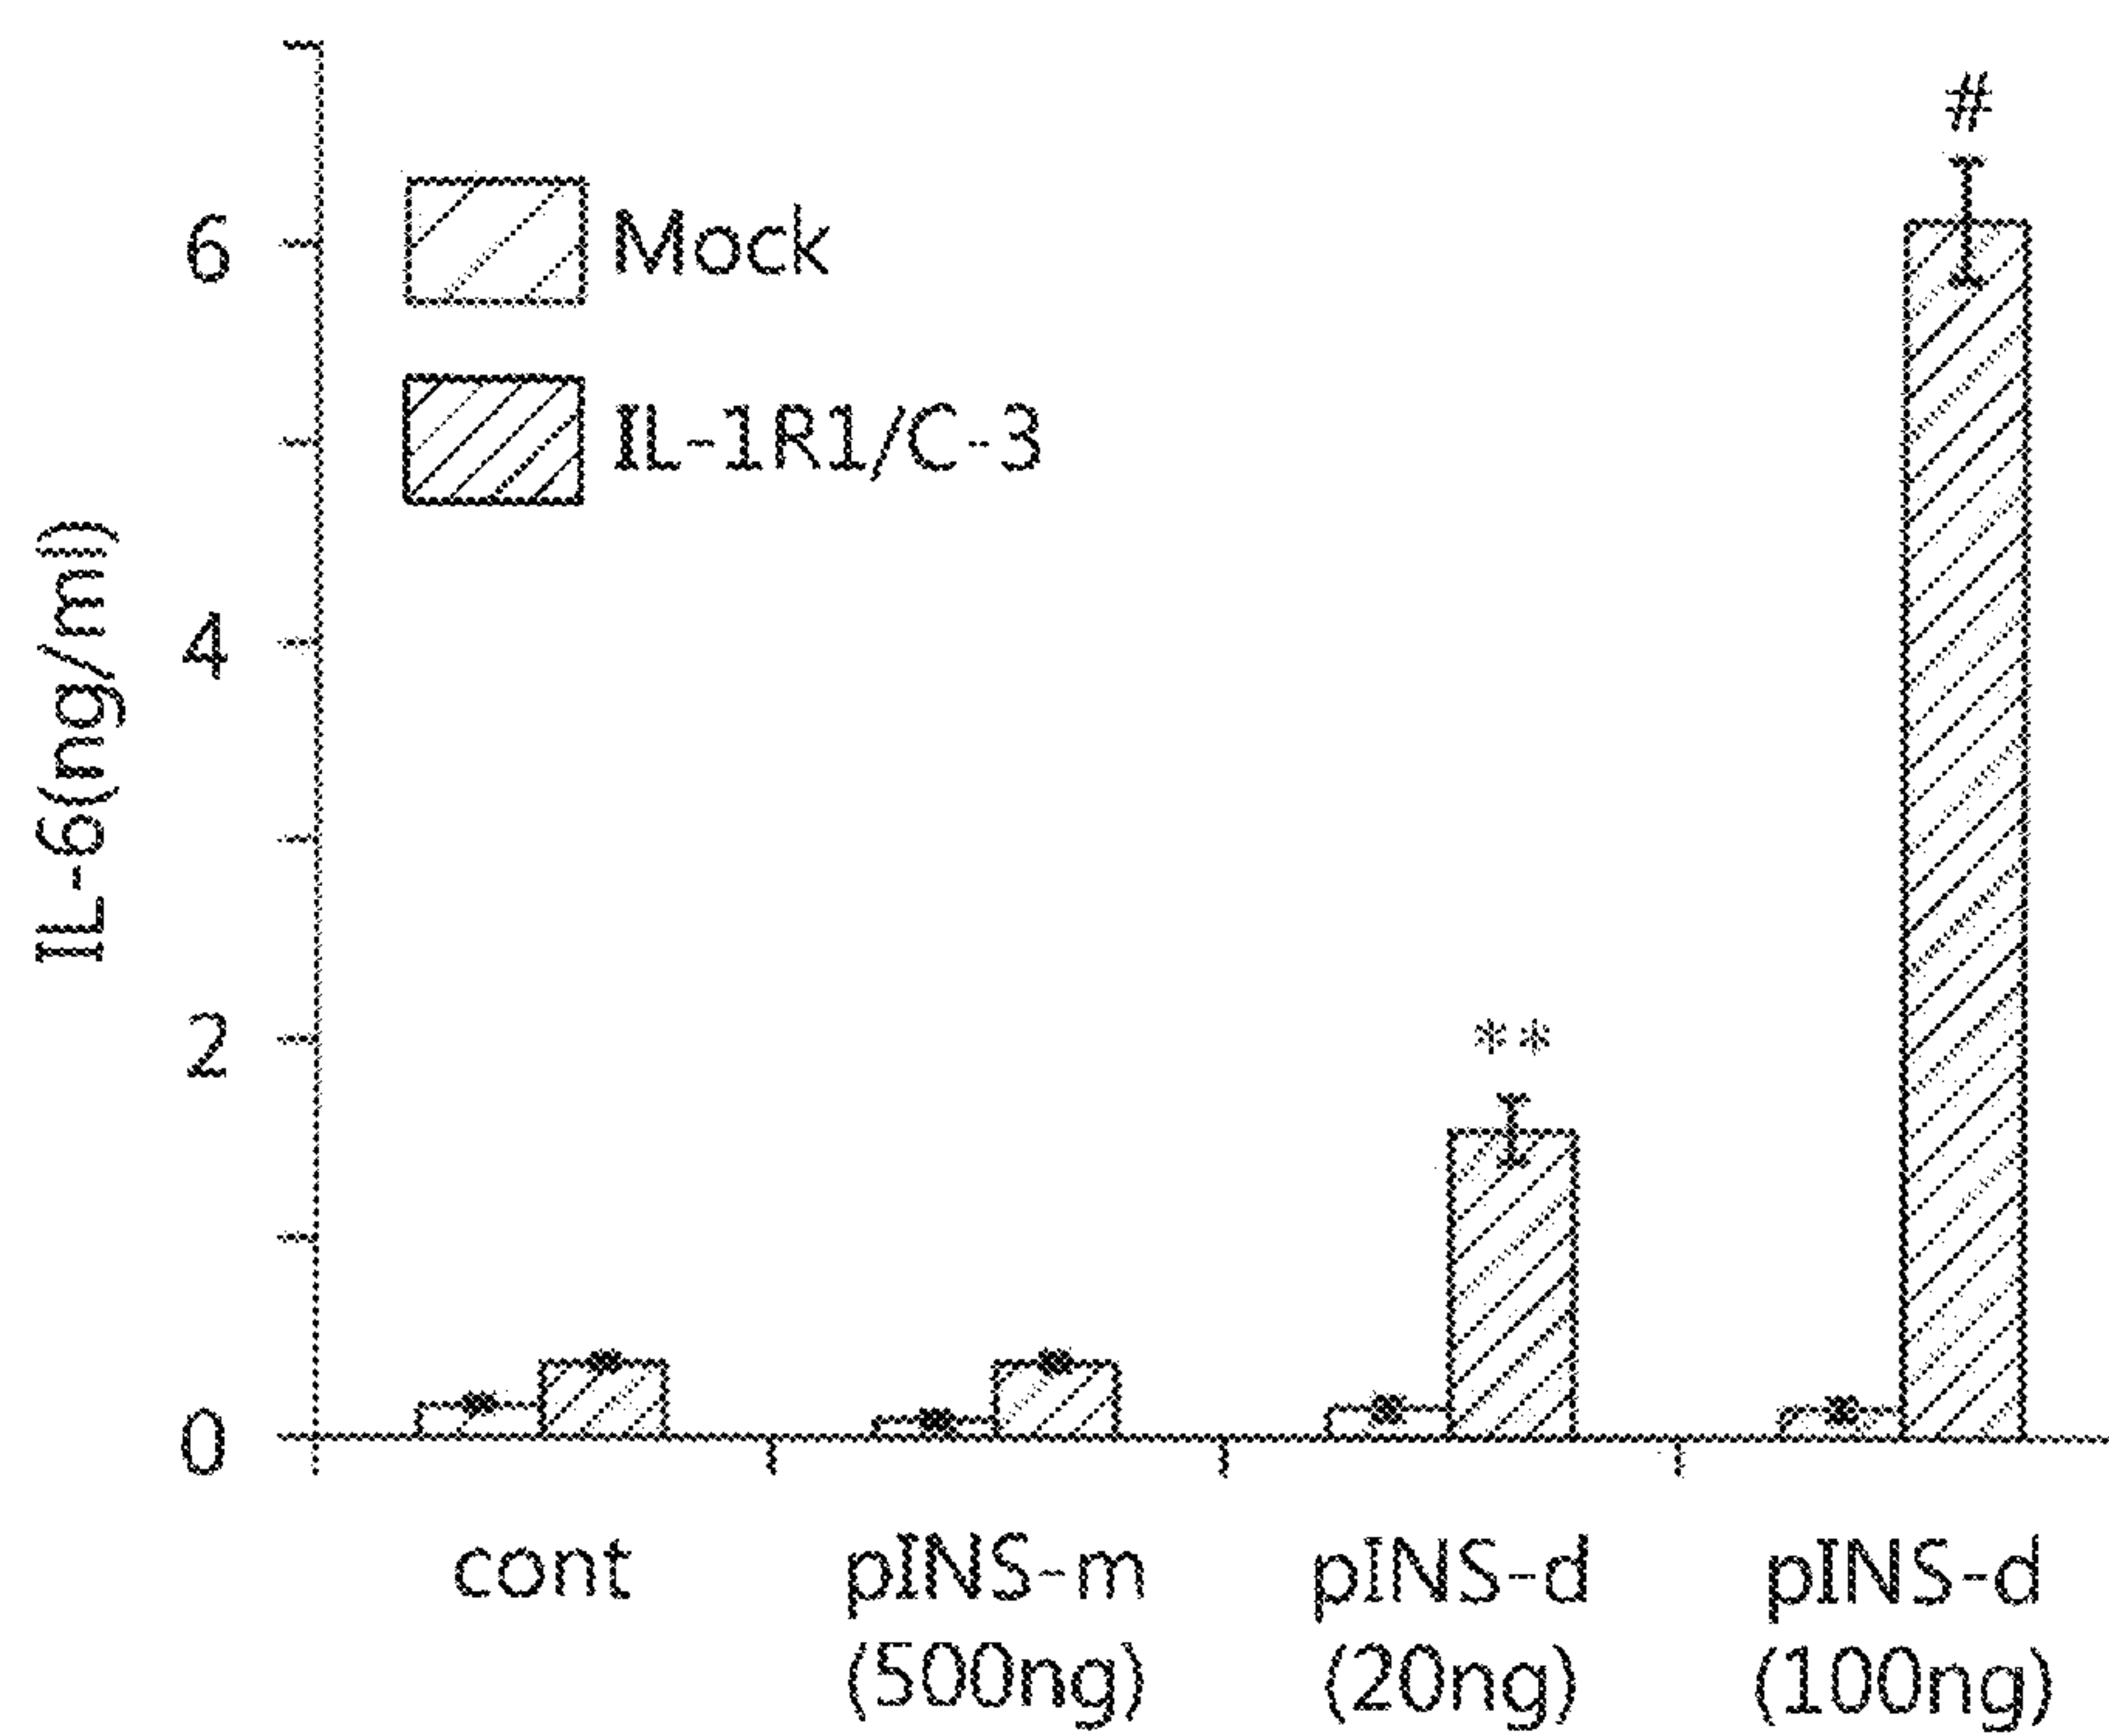 #
6
Mock
IL-1R1/C-3
IL-6(ng/ml)
4
2
**
0
cont
pINS-m
(500ng)
pINS-d
(20ng)
pINS-d
(100ng)